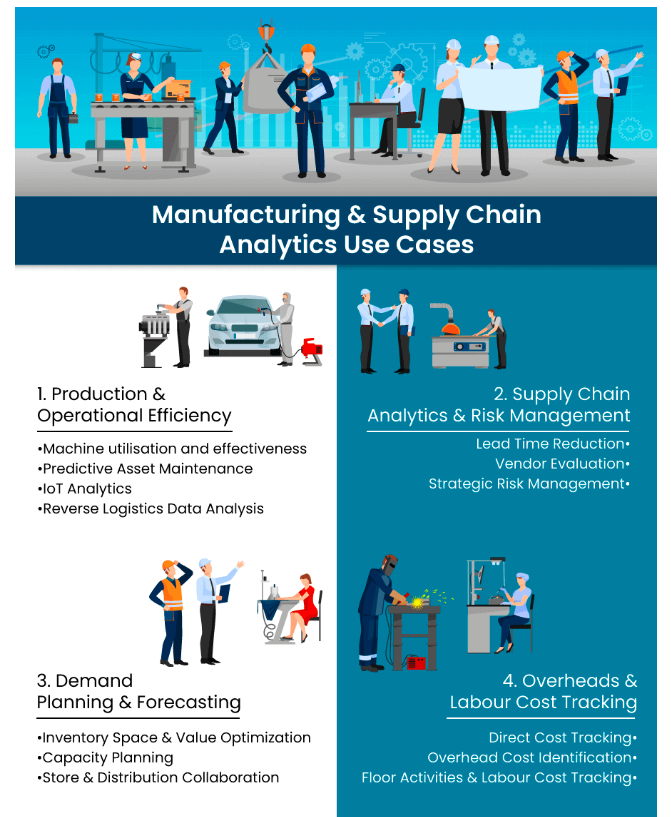 Manufacturing & Supply Chain
Analytics Use Cases
1. Production &
Operational Efficiency
•Machine utilisation and effectiveness
•Predictive Asset Maintenance
•IoT Analytics
•Reverse Logistics Data Analysis
2. Supply Chain
Analytics & Risk Management
Lead Time Reduction•
Vendor Evaluation•
Strategic Risk Management•
3. Demand
Planning & Forecasting
•Inventory Space & Value Optimization
•Capacity Planning
•Store & Distribution Collaboration
4. Overheads &
Labour Cost Tracking
Direct Cost Tracking•
Overhead Cost Identification•
Floor Activities & Labour Cost Tracking•